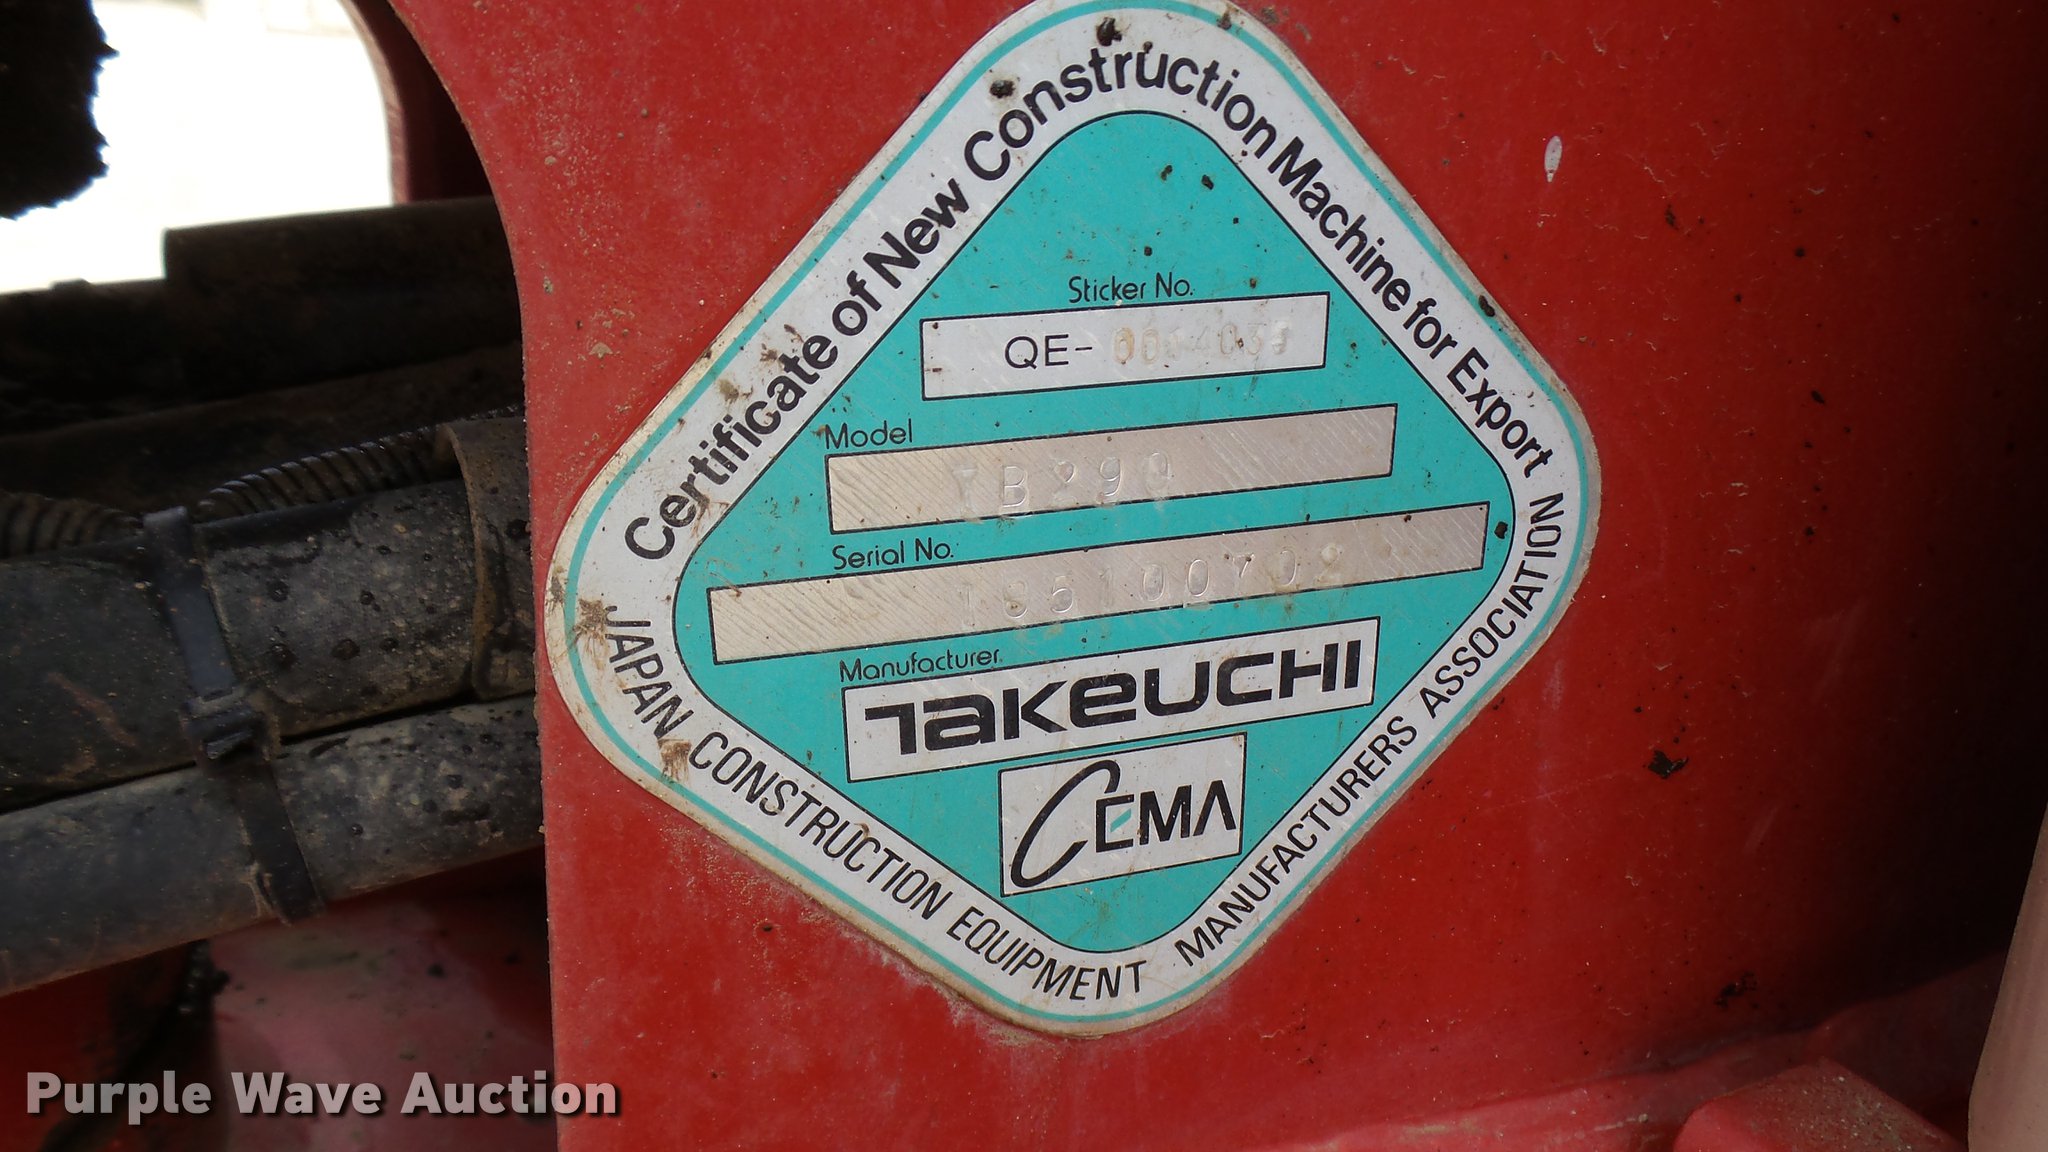 Certificate of New Construction Machine for Export
Sticker No.
QE-
Model
TB290
Serial No.
Manufacturer
TAKEUCHI
CEMA
JAPAN CONSTRUCTION EQUIPMENT MANUFACTURERS ASSOCIATION
Purple Wave Auction